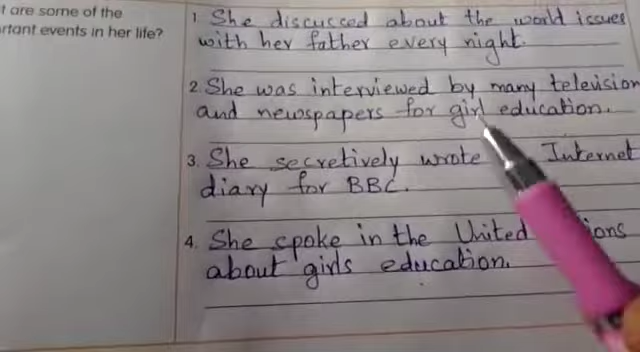 t are some of the
rtant events in her life?
1. She discussed about the world issues
with her father every night.
2. She was interviewed by many television
and newspapers for girl education.
3. She secretively wrote Internet
diary for BBC.
4. She spoke in the United ions
about girls education.